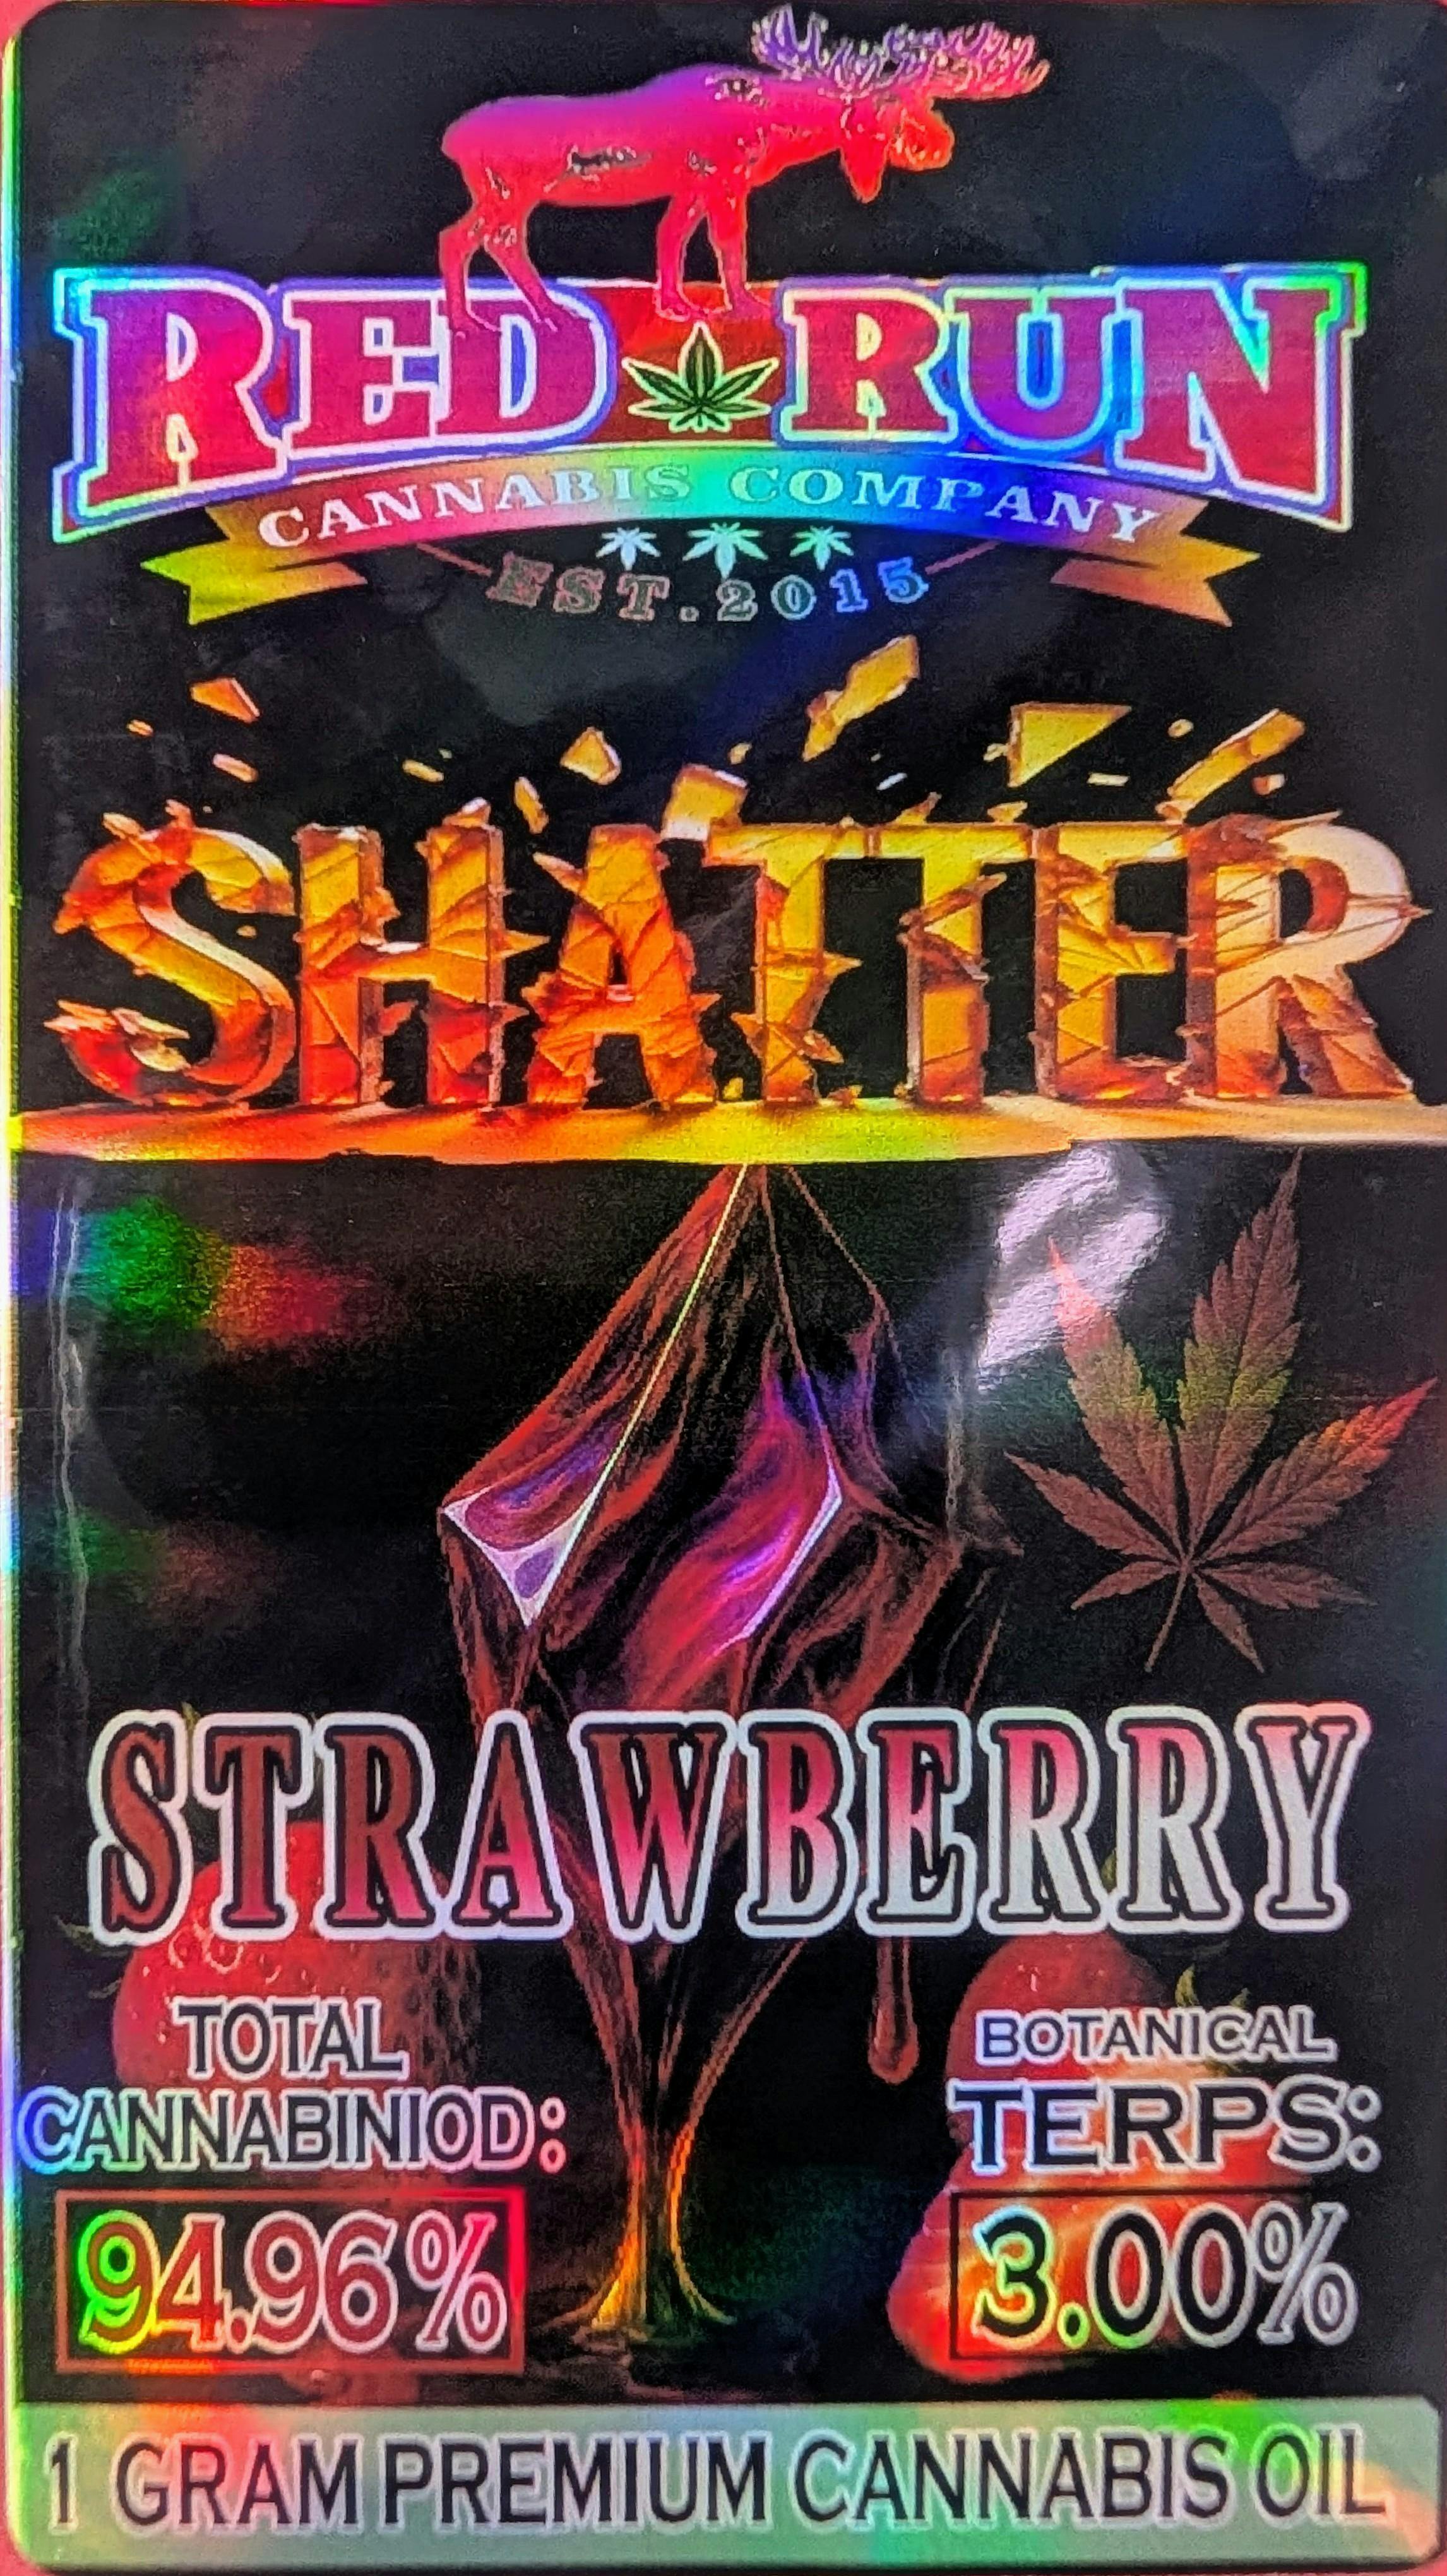 RED RUN
CANNABIS COMPANY
EST.2015
SHATTER
STRAWBERRY
TOTAL
CANNABINIOD:
94.96%
BOTANICAL
TERPS:
3.00%
1 GRAM PREMIUM CANNABIS OIL